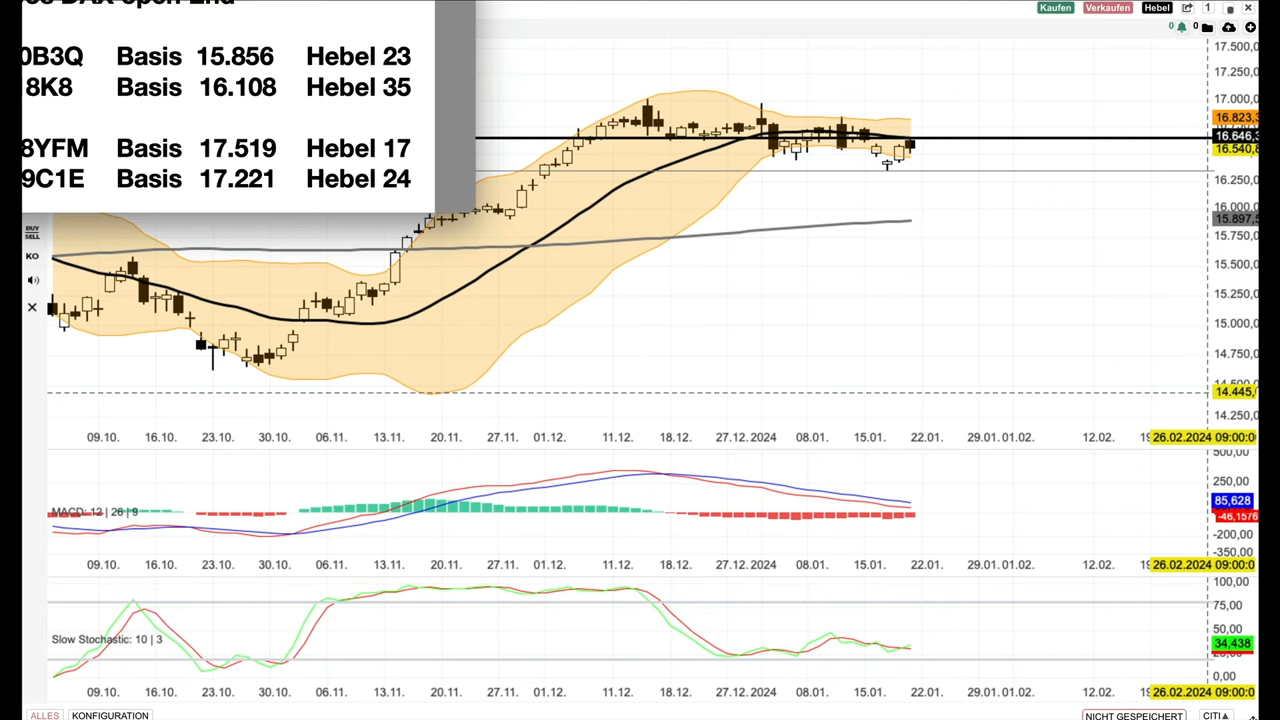 DAX open End
0B3Q Basis 15.856 Hebel 23
8K8 Basis 16.108 Hebel 35
8YFM Basis 17.519 Hebel 17
9C1E Basis 17.221 Hebel 24
Kaufen Verkaufen Hebel 1
0 0
17.500,0
17.250,0
17.000,0
16.823,3
16.646,3
16.540,8
16.250,0
16.000,0
15.897,5
15.750,0
15.500,0
15.250,0
15.000,0
14.750,0
14.445,0
14.250,0
BUY
SELL
KO
09.10. 16.10. 23.10. 30.10. 06.11. 13.11. 20.11. 27.11. 01.12. 11.12. 18.12. 27.12. 2024 08.01. 15.01. 22.01. 29.01. 01.02. 12.02. 26.02.2024 09:00:0
500,00
250,00
85,628
-46,1576
-200,00
-350,00
MACD: 12 | 26 | 9
09.10. 16.10. 23.10. 30.10. 06.11. 13.11. 20.11. 27.11. 01.12. 11.12. 18.12. 27.12. 2024 08.01. 15.01. 22.01. 29.01. 01.02. 12.02. 26.02.2024 09:00:0
100,00
75,00
50,00
34,438
0,00
Slow Stochastic: 10 | 3
09.10. 16.10. 23.10. 30.10. 06.11. 13.11. 20.11. 27.11. 01.12. 11.12. 18.12. 27.12. 2024 08.01. 15.01. 22.01. 29.01. 01.02. 12.02. 26.02.2024 09:00:0
ALLES KONFIGURATION NICHT GESPEICHERT CITI▲